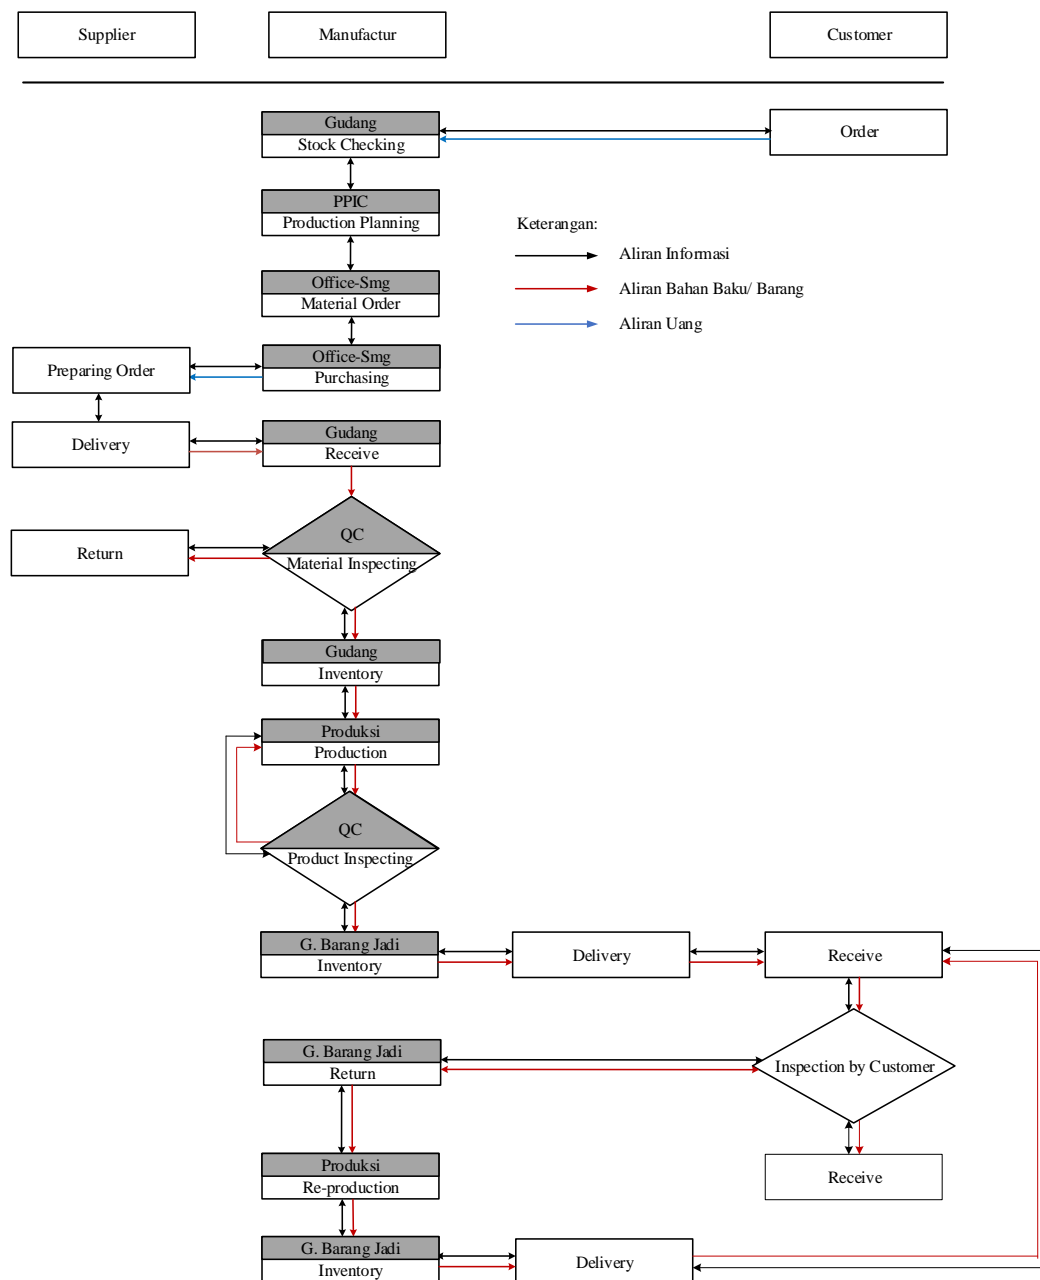 Supplier
Manufactur
Customer
Gudang
Stock Checking
Order
PPIC
Production Planning
Keterangan:
Aliran Informasi
Office-Smg
Material Order
Aliran Bahan Baku/ Barang
Aliran Uang
Preparing Order
Office-Smg
Purchasing
Delivery
Gudang
Receive
Return
QC
Material Inspecting
Gudang
Inventory
Produksi
Production
QC
Product Inspecting
G. Barang Jadi
Inventory
Delivery
Receive
G. Barang Jadi
Return
Inspection by Customer
Produksi
Re-production
Receive
G. Barang Jadi
Inventory
Delivery